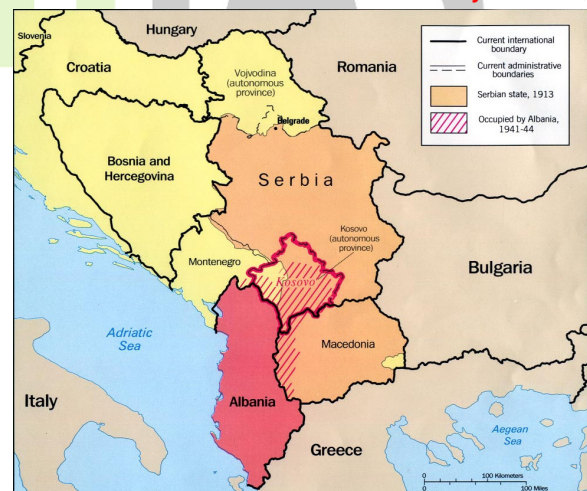 Slovenia
Hungary
Croatia
Vojvodina
(autonomous
province)
Romania
Belgrade
Current international
boundary
Current administrative
boundaries
Serbian state, 1913
Occupied by Albania,
1941-44
Bosnia and
Hercegovina
Serbia
Kosovo
(autonomous
province)
Montenegro
Kosovo
Bulgaria
Adriatic
Sea
Macedonia
Italy
Albania
Greece
Aegean
Sea
100 Kilometers
100 Miles